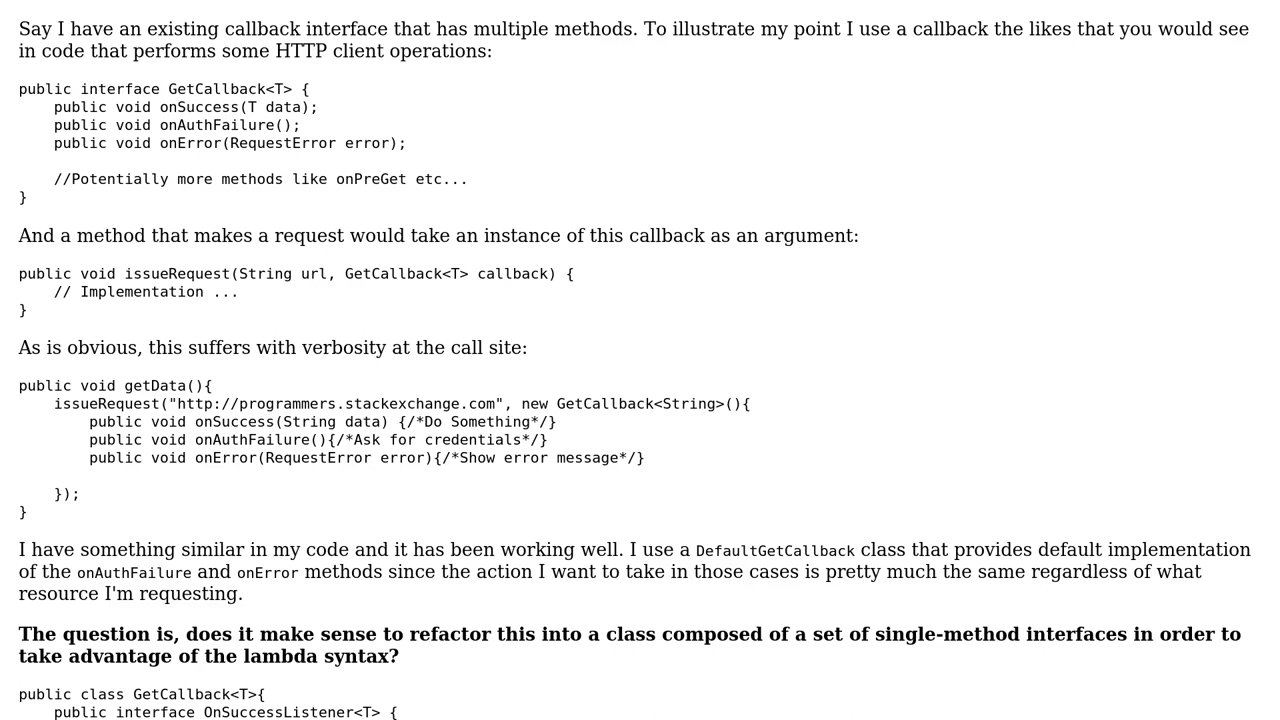 Say I have an existing callback interface that has multiple methods. To illustrate my point I use a callback the likes that you would see
in code that performs some HTTP client operations:
public interface GetCallback<T> {
    public void onSuccess(T data);
    public void onAuthFailure();
    public void onError(RequestError error);
    //Potentially more methods like onPreGet etc...
}
And a method that makes a request would take an instance of this callback as an argument:
public void issueRequest(String url, GetCallback<T> callback) {
    // Implementation ...
}
As is obvious, this suffers with verbosity at the call site:
public void getData(){
    issueRequest("http://programmers.stackexchange.com", new GetCallback<String>(){
        public void onSuccess(String data) {/*Do Something*/}
        public void onAuthFailure(){/*Ask for credentials*/}
        public void onError(RequestError error){/*Show error message*/}
    });
}
I have something similar in my code and it has been working well. I use a DefaultGetCallback class that provides default implementation
of the onAuthFailure and onError methods since the action I want to take in those cases is pretty much the same regardless of what
resource I'm requesting.
The question is, does it make sense to refactor this into a class composed of a set of single-method interfaces in order to
take advantage of the lambda syntax?
public class GetCallback<T>{
    public interface OnSuccessListener<T> {